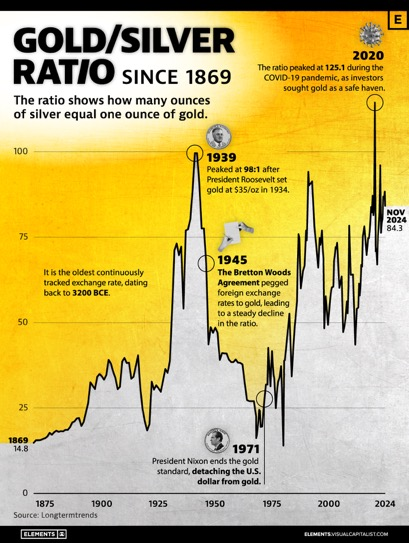 E
GOLD/SILVER
RATIO SINCE 1869
The ratio shows how many ounces
of silver equal one ounce of gold.
2020
The ratio peaked at 125.1 during the
COVID-19 pandemic, as investors
sought gold as a safe haven.
100
1939
Peaked at 98:1 after
President Roosevelt set
gold at $35/oz in 1934.
NOV
2024
84.3
75
1945
The Bretton Woods
Agreement pegged
foreign exchange
rates to gold, leading
to a steady decline
in the ratio.
It is the oldest continuously
tracked exchange rate, dating
back to 3200 BCE.
50
25
1869
14.8
1971
President Nixon ends the gold
standard, detaching the U.S.
dollar from gold.
0
1875 1900 1925 1950 1975 2000 2024
Source: Longtermtrends
ELEMENTS
ELEMENTS.VISUALCAPITALIST.COM